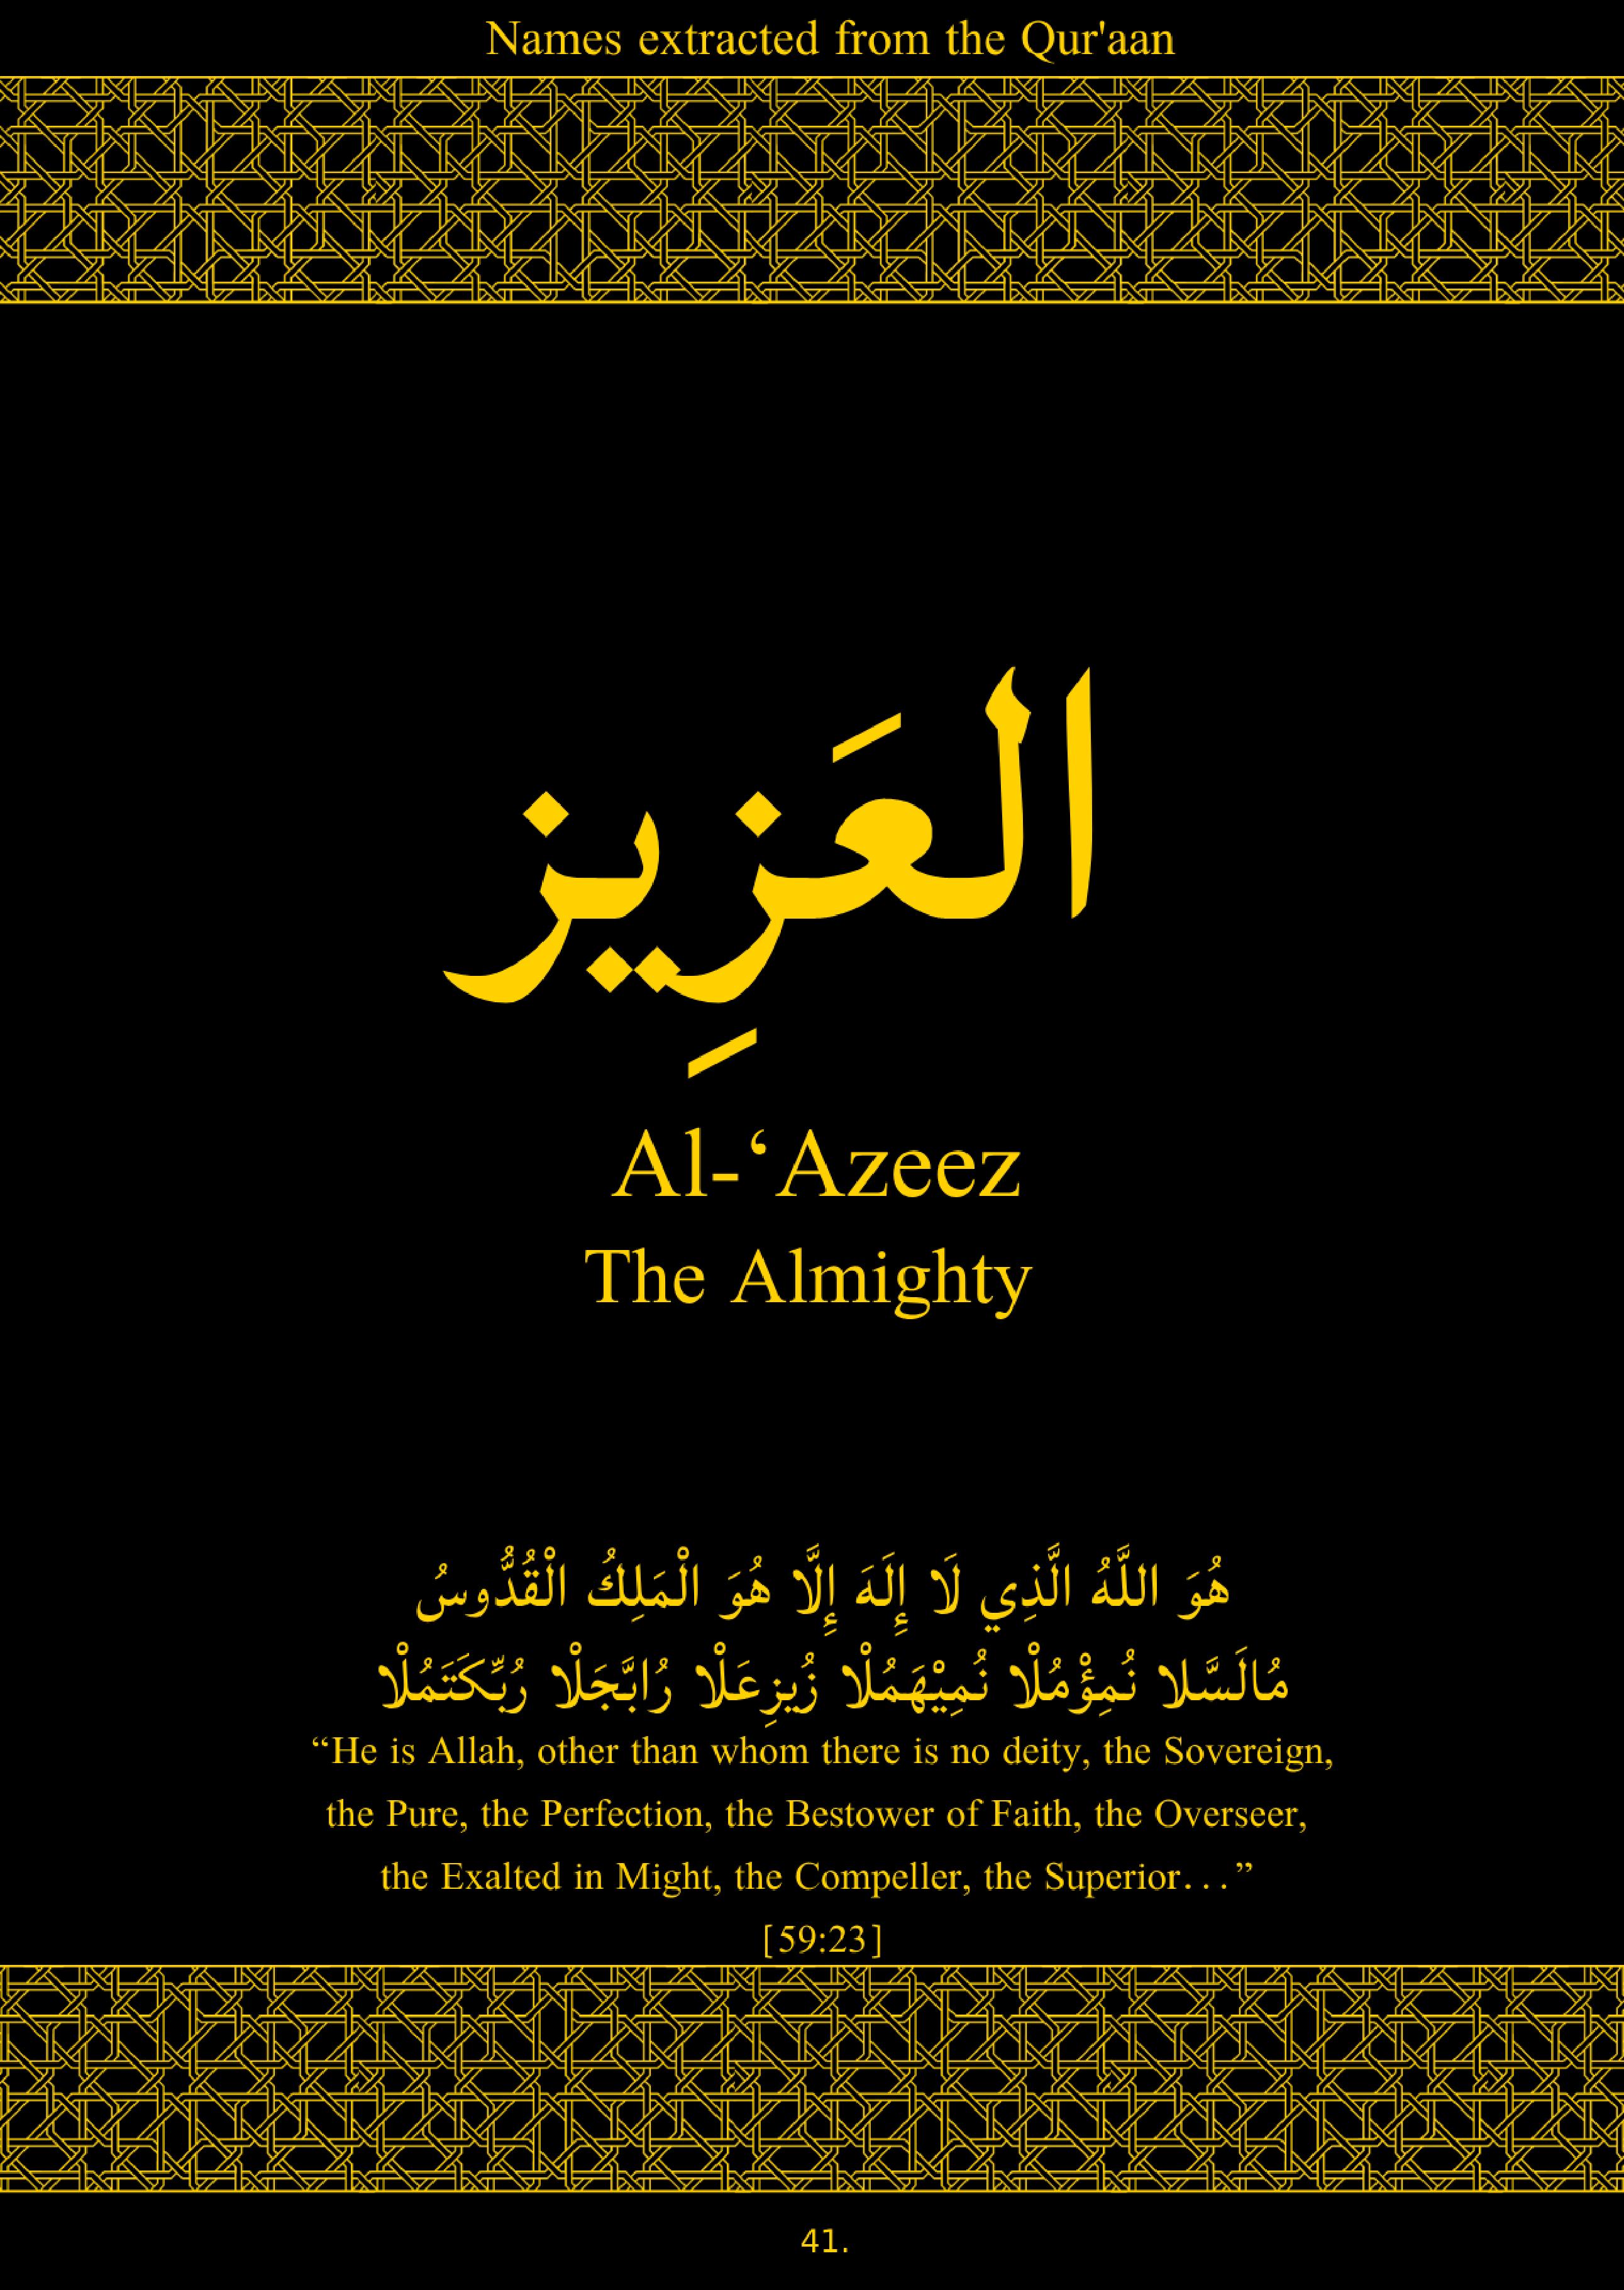 Names extracted from the Qur'aan
العَزِيز
Al-‘Azeez
The Almighty
هُوَ اللَّهُ الَّذِي لَا إِلَهَ إِلَّا هُوَ الْمَلِكُ الْقُدُّوسُ
مُالَسَّلا نُمِؤْمُلْا نُمِيْهَمُلْا زُيزِعَلْا رُابَّجَلْا رُبِّكَتَمُلْا
“He is Allah, other than whom there is no deity, the Sovereign,
the Pure, the Perfection, the Bestower of Faith, the Overseer,
the Exalted in Might, the Compeller, the Superior...”
[59:23]
41.